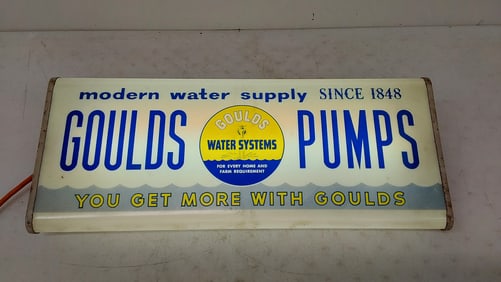 modern water supply SINCE 1848
GOULDS PUMPS
GOULDS
WATER SYSTEMS
FOR EVERY HOME AND
FARM REQUIREMENT
YOU GET MORE WITH GOULDS